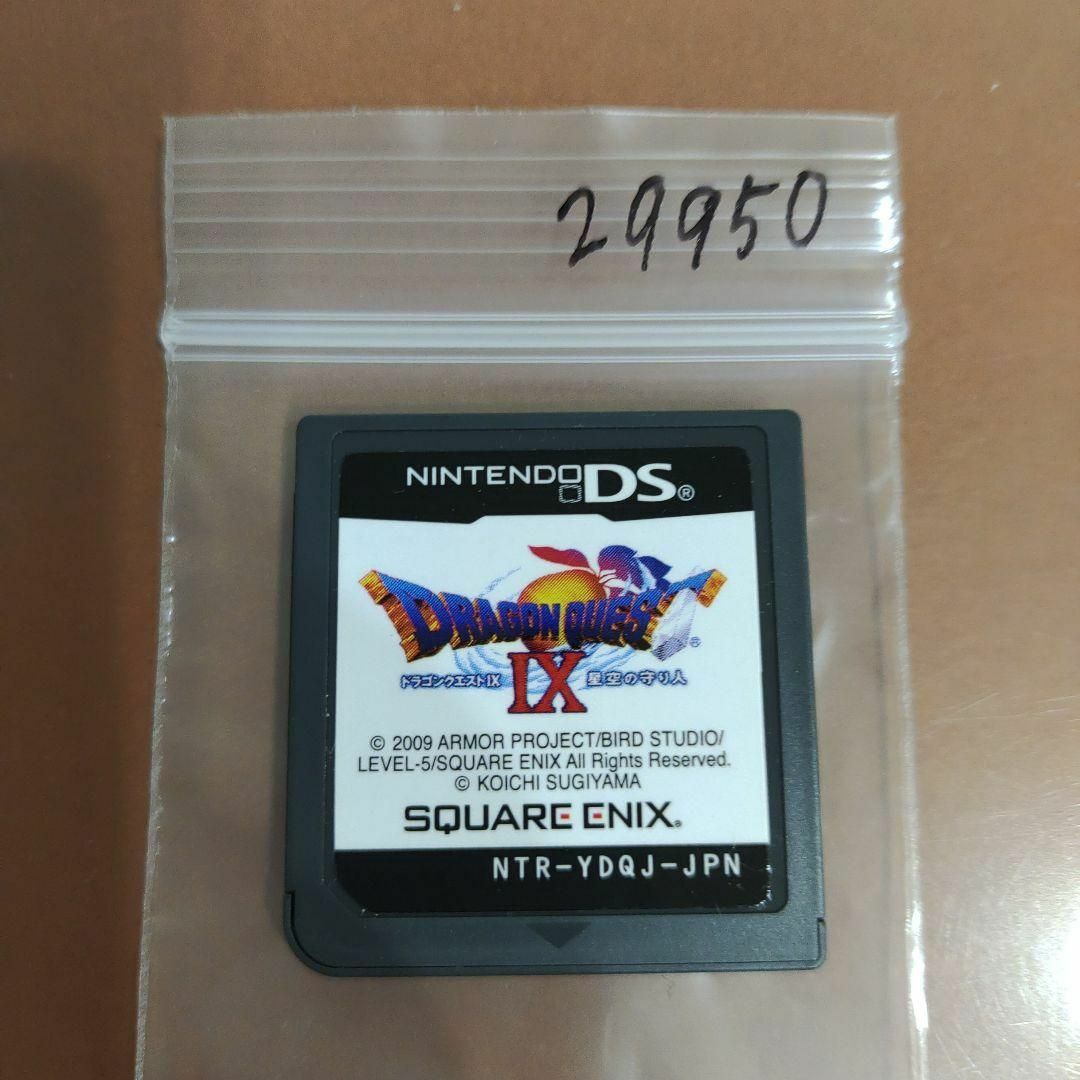 29950
NINTENDO DS®
DRAGON QUEST®
ドラゴンクエストIX IX 星空の守り人
© 2009 ARMOR PROJECT/BIRD STUDIO/
LEVEL-5/SQUARE ENIX All Rights Reserved.
© KOICHI SUGIYAMA
SQUARE ENIX®
NTR-YDQJ-JPN